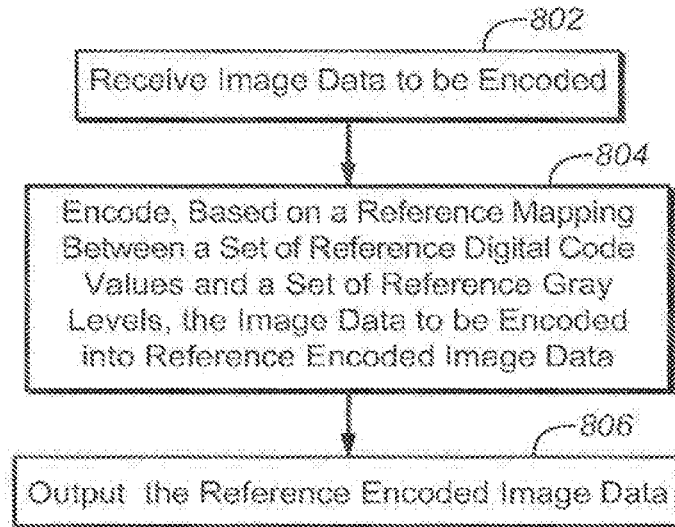 802
Receive Image Data to be Encoded
804
Encode, Based on a Reference Mapping
Between a Set of Reference Digital Code
Values and a Set of Reference Gray
Levels, the Image Data to be Encoded
into Reference Encoded Image Data
806
Output the Reference Encoded Image Data